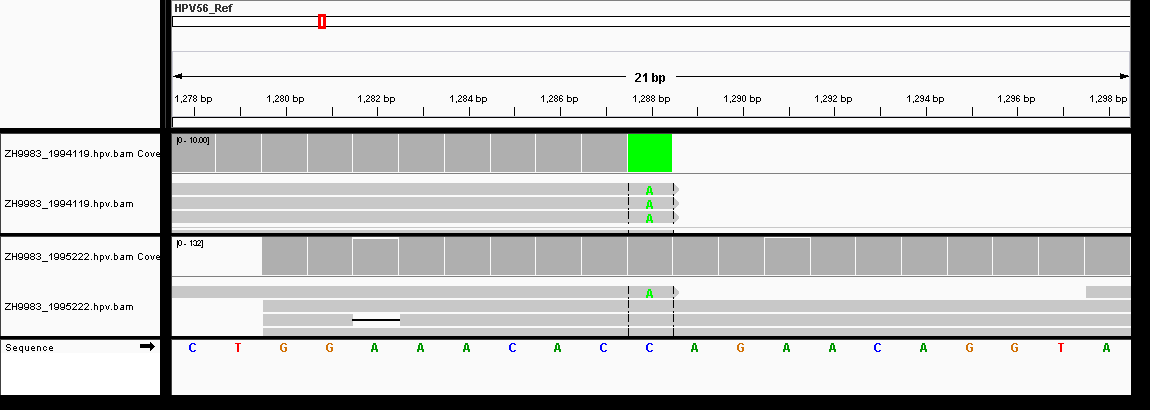 HPV56_Ref
21 bp
1,278 bp 1,280 bp 1,282 bp 1,284 bp 1,286 bp 1,288 bp 1,290 bp 1,292 bp 1,294 bp 1,296 bp 1,298 bp
ZH9983_1994119.hpv.bam Cove
[0 - 10.00]
ZH9983_1994119.hpv.bam
A
A
A
ZH9983_1995222.hpv.bam Cove
[0 - 132]
ZH9983_1995222.hpv.bam
A
Sequence C T G G A A A C A C C A G A A C A G G T A